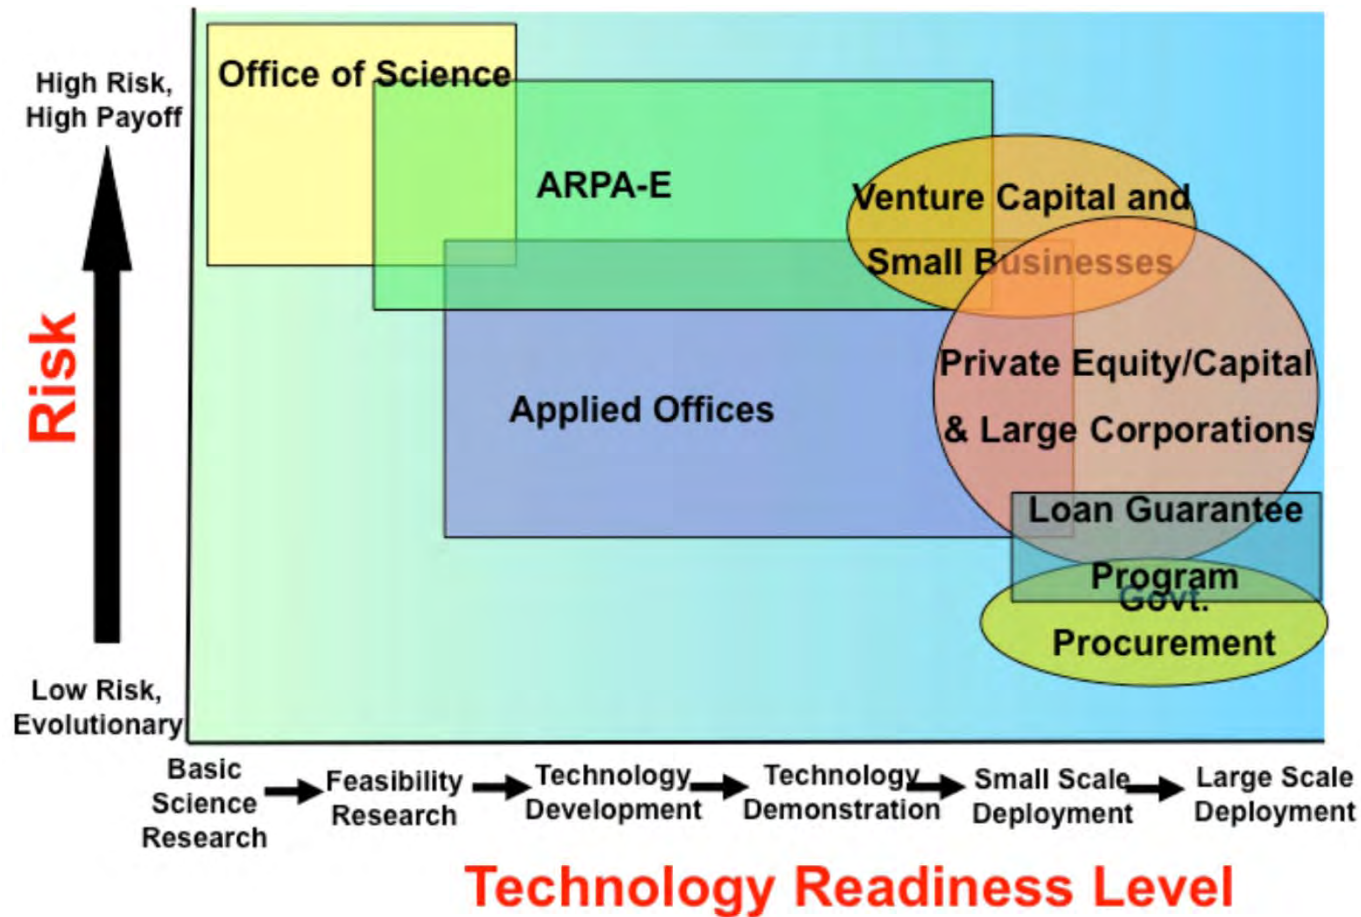 Office of Science
High Risk,
High Payoff
ARPA-E
Venture Capital and
Small Businesses
Risk
Private Equity/Capital
& Large Corporations
Applied Offices
Loan Guarantee
Program
Govt.
Procurement
Low Risk,
Evolutionary
Basic
Science
Research
Feasibility
Research
Technology
Development
Technology
Demonstration
Small Scale
Deployment
Large Scale
Deployment
Technology Readiness Level